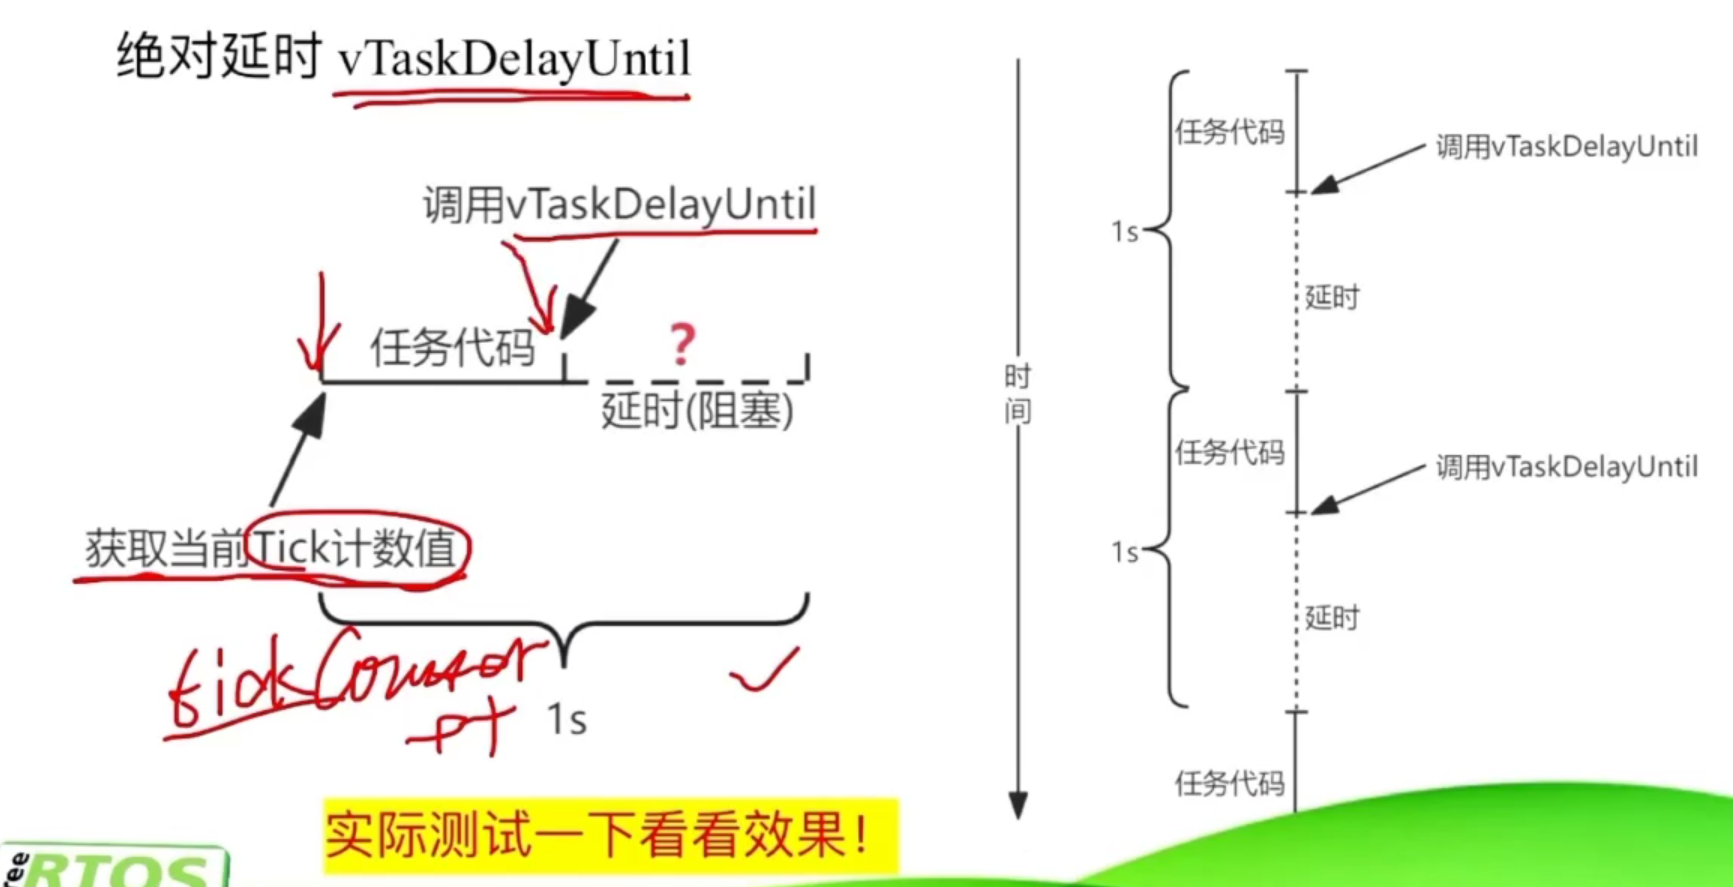 绝对延时 vTaskDelayUntil
调用vTaskDelayUntil
任务代码
?
延时(阻塞)
获取当前Tick计数值
tickCounter
pt
1s
实际测试一下看看效果!
ree
RTOS
时
间
任务代码
调用vTaskDelayUntil
1s
延时
任务代码
调用vTaskDelayUntil
1s
延时
任务代码